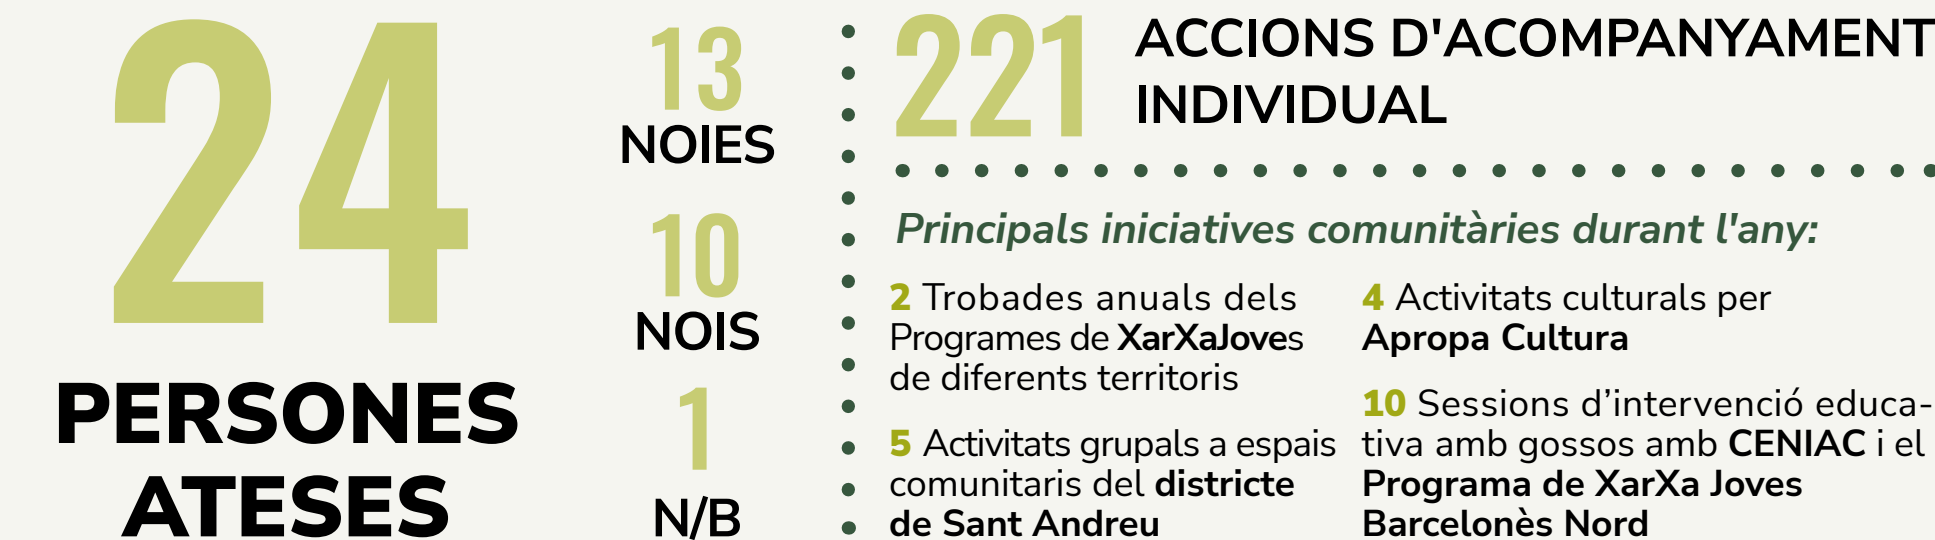 24
PERSONES
ATESES
13
NOIES
10
NOIS
1
N/B
221
ACCIONS D'ACOMPANYAMENT
INDIVIDUAL
Principals iniciatives comunitàries durant l'any:
2 Trobades anuals dels
Programes de XarXaJoves
de diferents territoris
5 Activitats grupals a espais
comunitaris del districte
de Sant Andreu
4 Activitats culturals per
Apropa Cultura
10 Sessions d’intervenció educa-
tiva amb gossos amb CENIAC i el
Programa de XarXa Joves
Barcelonès Nord